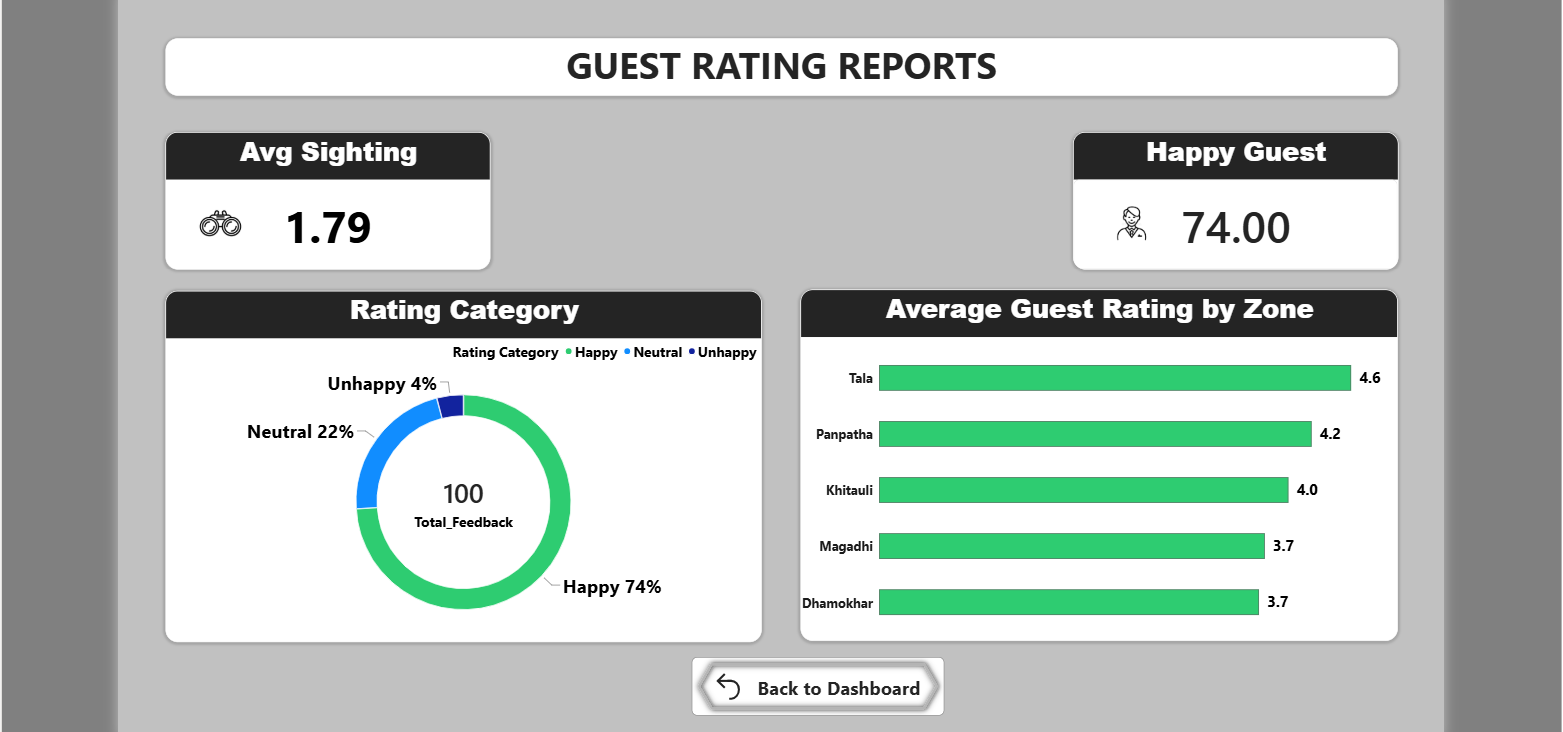 GUEST RATING REPORTS
Avg Sighting
1.79
Happy Guest
74.00
Rating Category
Rating Category Happy Neutral Unhappy
Unhappy 4%
Neutral 22%
100
Total_Feedback
Happy 74%
Average Guest Rating by Zone
Tala 4.6
Panpatha 4.2
Khitauli 4.0
Magadhi 3.7
Dhamokhar 3.7
Back to Dashboard